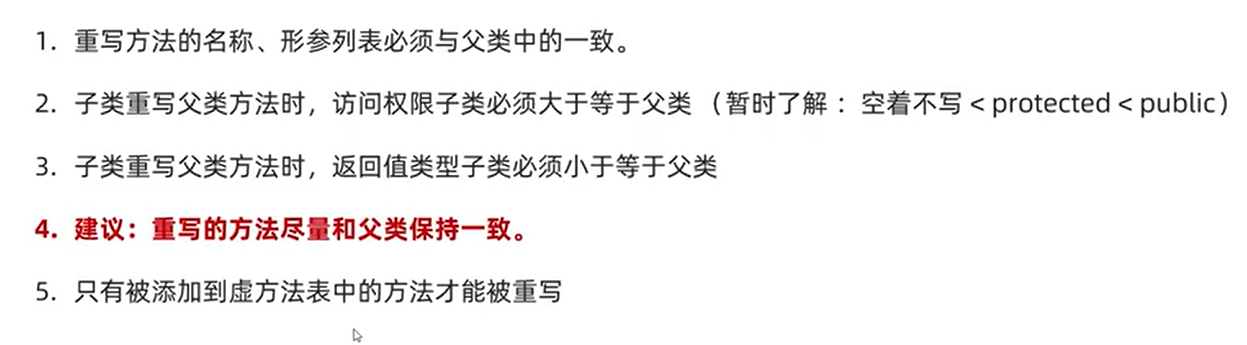 1. 重写方法的名称、形参列表必须与父类中的一致。
2. 子类重写父类方法时，访问权限子类必须大于等于父类 （暂时了解 ：空着不写 < protected < public）
3. 子类重写父类方法时，返回值类型子类必须小于等于父类
4. 建议：重写的方法尽量和父类保持一致。
5. 只有被添加到虚方法表中的方法才能被重写